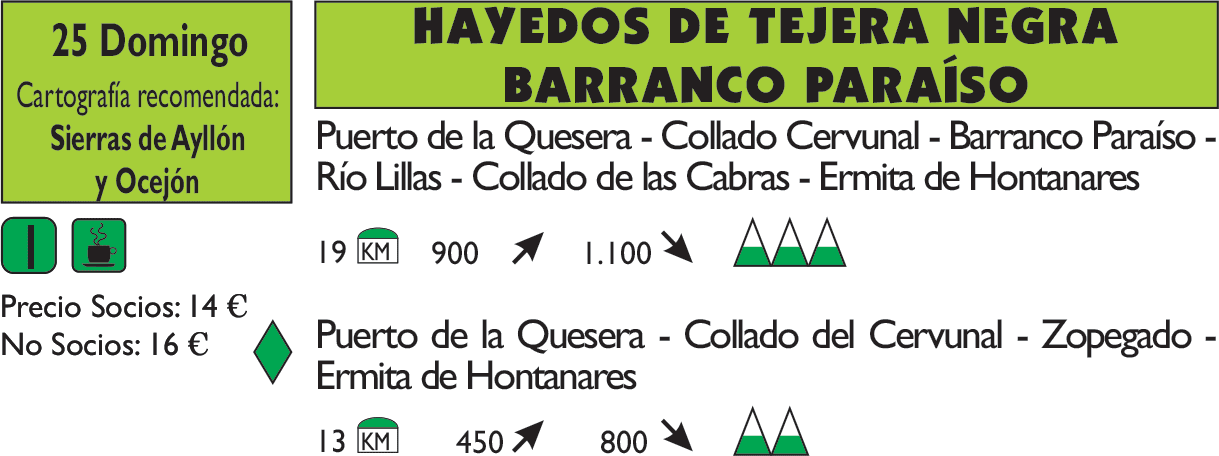 25 Domingo
Cartografía recomendada:
Sierras de Ayllón
y Ocejón
Precio Socios: 14 €
No Socios: 16 €
HAYEDOS DE TEJERA NEGRA
BARRANCO PARAÍSO
Puerto de la Quesera - Collado Cervunal - Barranco Paraíso -
Río Lillas - Collado de las Cabras - Ermita de Hontanares
19 KM 900 1.100
Puerto de la Quesera - Collado del Cervunal - Zopegado -
Ermita de Hontanares
13 KM 450 800